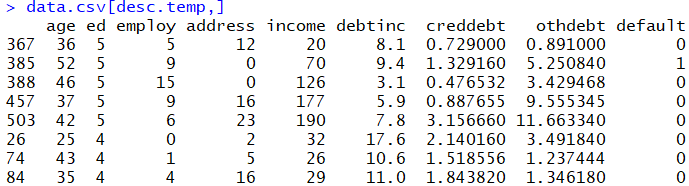 > data.csv[desc.temp,]
age ed employ address income debtinc creddebt othdebt default
367 36 5 5 12 20 8.1 0.729000 0.891000 0
385 52 5 9 0 70 9.4 1.329160 5.250840 1
388 46 5 15 0 126 3.1 0.476532 3.429468 0
457 37 5 9 16 177 5.9 0.887655 9.555345 0
503 42 5 6 23 190 7.8 3.156660 11.663340 0
26 25 4 0 2 32 17.6 2.140160 3.491840 0
74 43 4 1 5 26 10.6 1.518556 1.237444 0
84 35 4 4 16 29 11.0 1.843820 1.346180 0